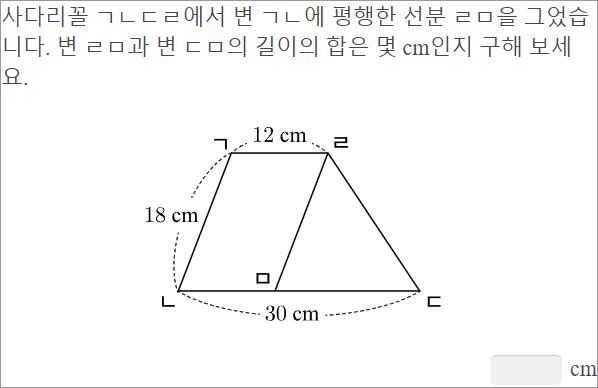 사다리꼴 ㄱㄴㄷㄹ에서 변 ㄱㄴ에 평행한 선분 ㄹㅁ을 그었습
니다. 변 ㄹㅁ과 변 ㄷㅁ의 길이의 합은 몇 cm인지 구해 보세
요.
12 cm
ㄱ
ㄹ
18 cm
ㅁ
ㄴ
ㄷ
30 cm
cm